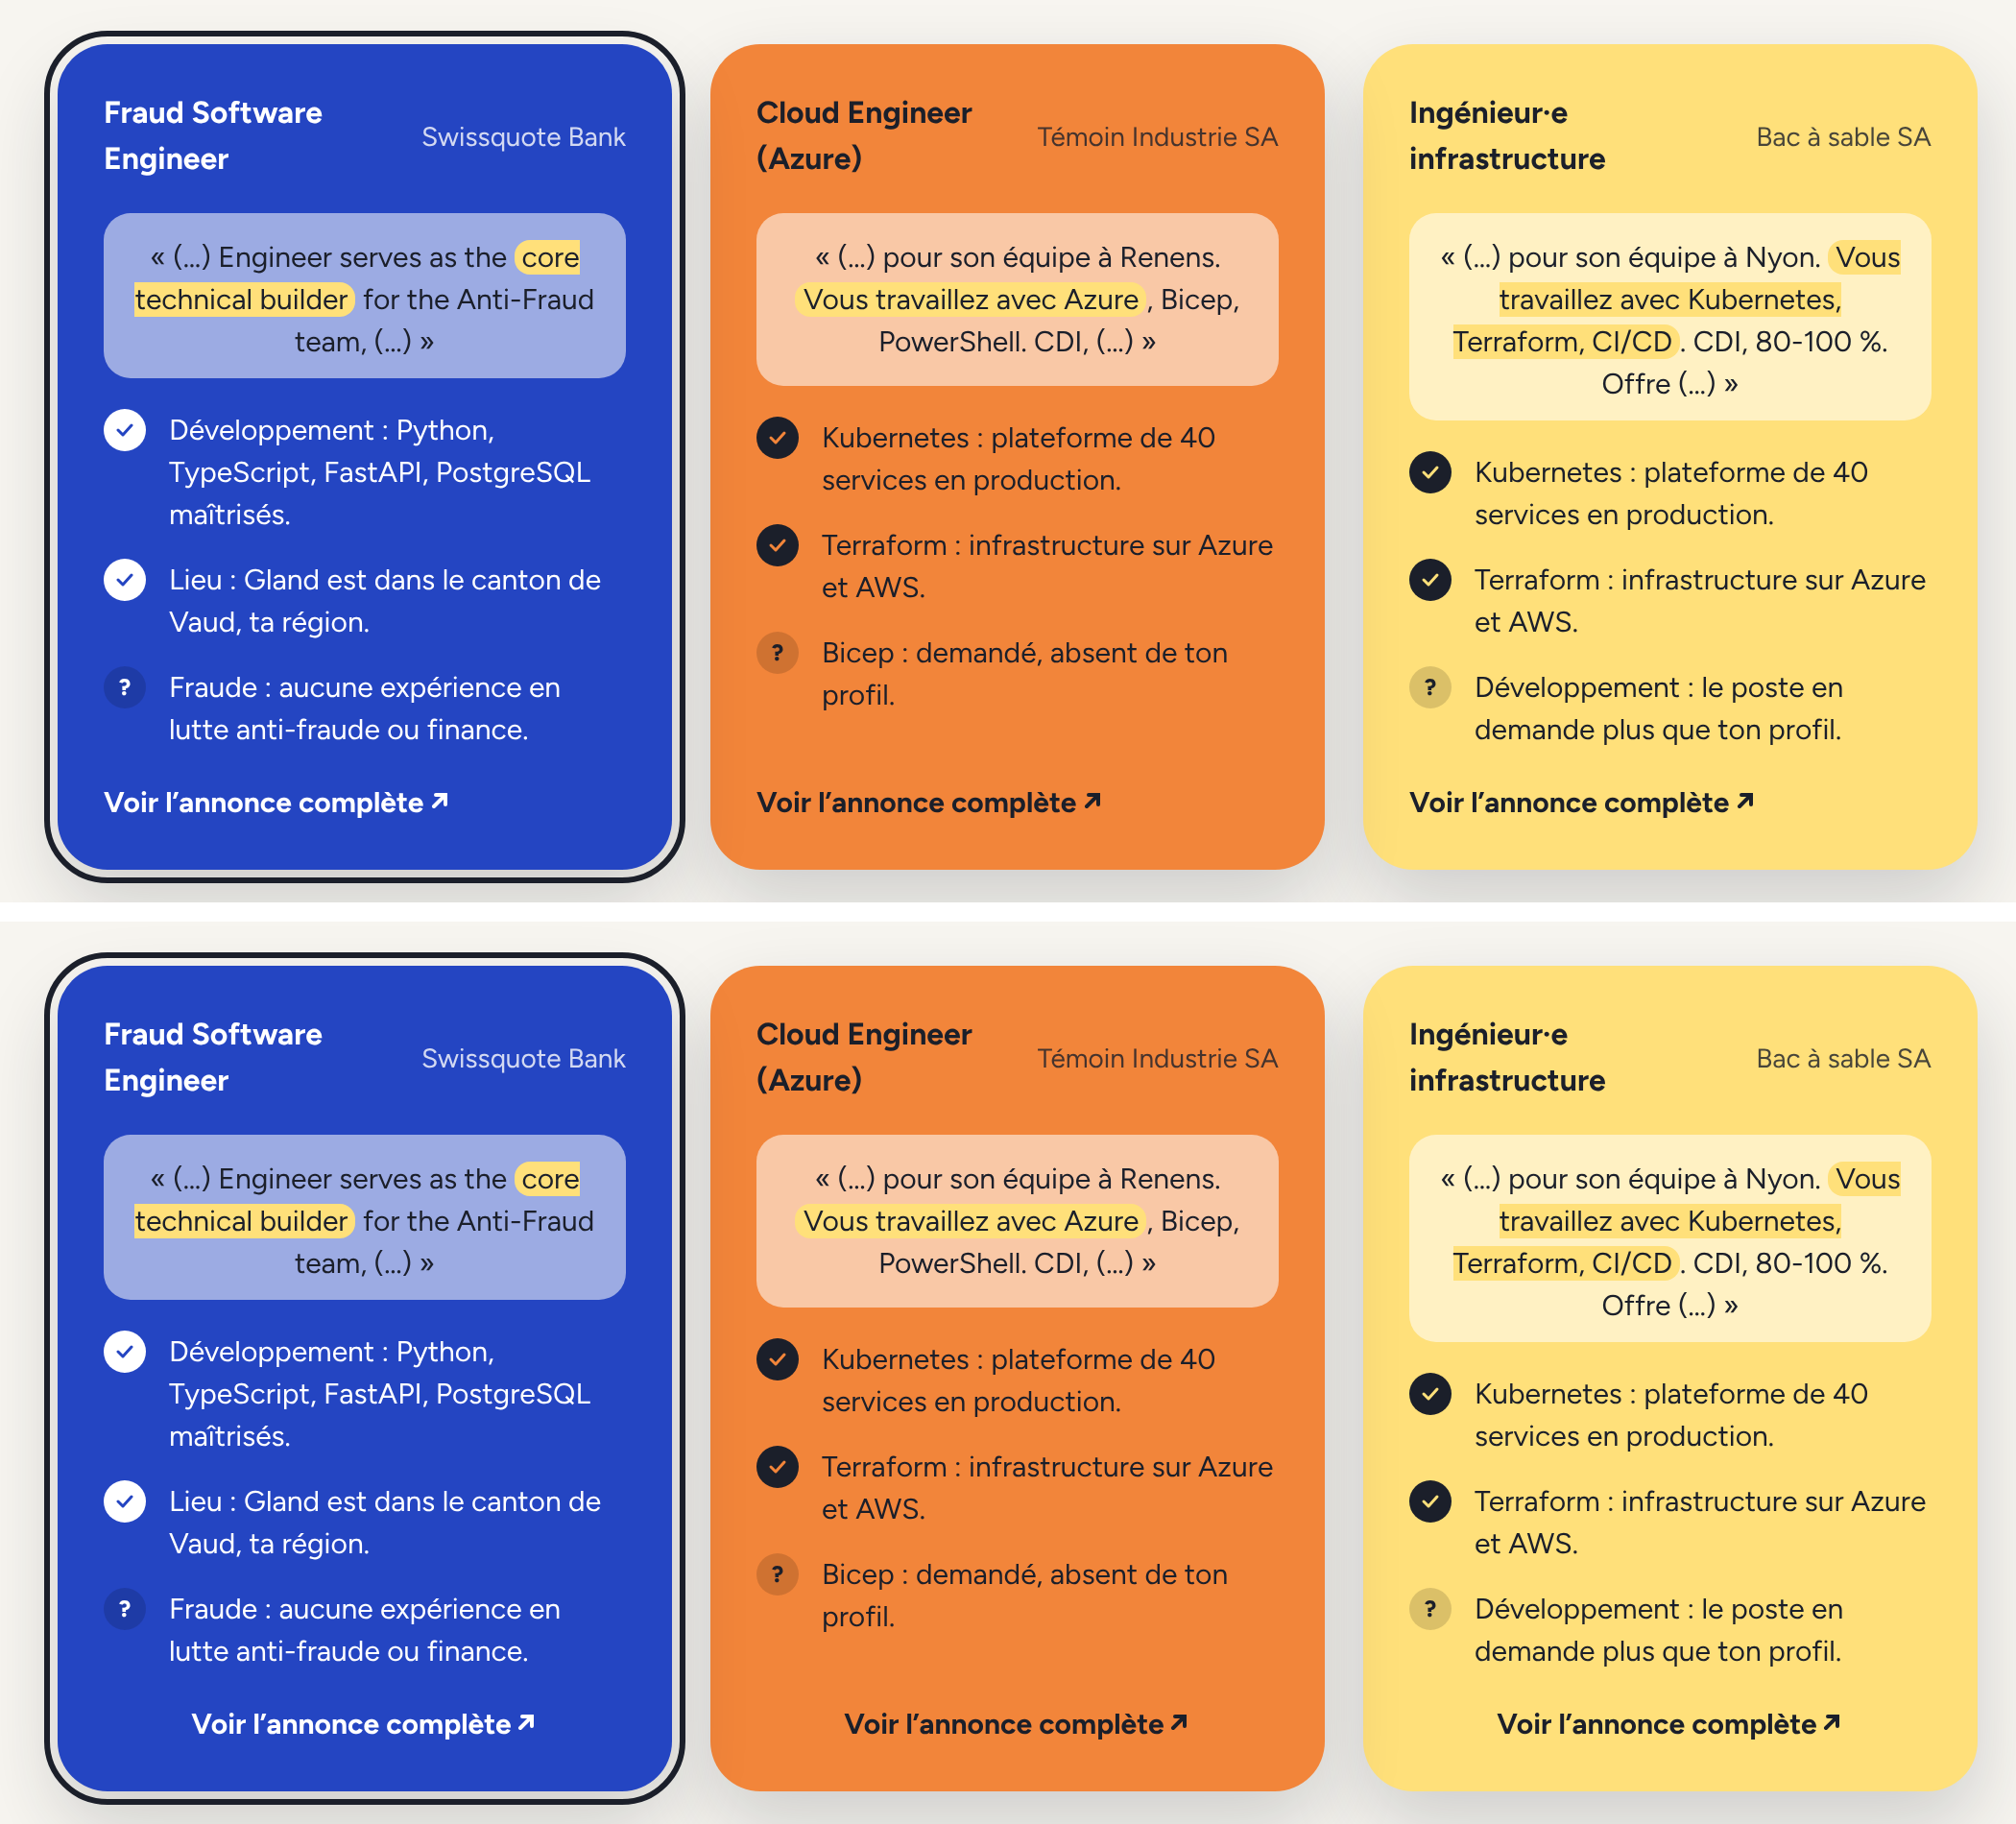 Fraud Software
Engineer
Swissquote Bank
« (...) Engineer serves as the core
technical builder for the Anti-Fraud
team, (...) »
Développement : Python,
TypeScript, FastAPI, PostgreSQL
maîtrisés.
Lieu : Gland est dans le canton de
Vaud, ta région.
?
Fraude : aucune expérience en
lutte anti-fraude ou finance.
Voir l’annonce complète ↗
Cloud Engineer
(Azure)
Témoin Industrie SA
« (...) pour son équipe à Renens.
Vous travaillez avec Azure, Bicep,
PowerShell. CDI, (...) »
Kubernetes : plateforme de 40
services en production.
Terraform : infrastructure sur Azure
et AWS.
?
Bicep : demandé, absent de ton
profil.
Voir l’annonce complète ↗
Ingénieur·e
infrastructure
Bac à sable SA
« (...) pour son équipe à Nyon. Vous
travaillez avec Kubernetes,
Terraform, CI/CD. CDI, 80-100 %.
Offre (...) »
Kubernetes : plateforme de 40
services en production.
Terraform : infrastructure sur Azure
et AWS.
?
Développement : le poste en
demande plus que ton profil.
Voir l’annonce complète ↗
Fraud Software
Engineer
Swissquote Bank
« (...) Engineer serves as the core
technical builder for the Anti-Fraud
team, (...) »
Développement : Python,
TypeScript, FastAPI, PostgreSQL
maîtrisés.
Lieu : Gland est dans le canton de
Vaud, ta région.
?
Fraude : aucune expérience en
lutte anti-fraude ou finance.
Voir l’annonce complète ↗
Cloud Engineer
(Azure)
Témoin Industrie SA
« (...) pour son équipe à Renens.
Vous travaillez avec Azure, Bicep,
PowerShell. CDI, (...) »
Kubernetes : plateforme de 40
services en production.
Terraform : infrastructure sur Azure
et AWS.
?
Bicep : demandé, absent de ton
profil.
Voir l’annonce complète ↗
Ingénieur·e
infrastructure
Bac à sable SA
« (...) pour son équipe à Nyon. Vous
travaillez avec Kubernetes,
Terraform, CI/CD. CDI, 80-100 %.
Offre (...) »
Kubernetes : plateforme de 40
services en production.
Terraform : infrastructure sur Azure
et AWS.
?
Développement : le poste en
demande plus que ton profil.
Voir l’annonce complète ↗